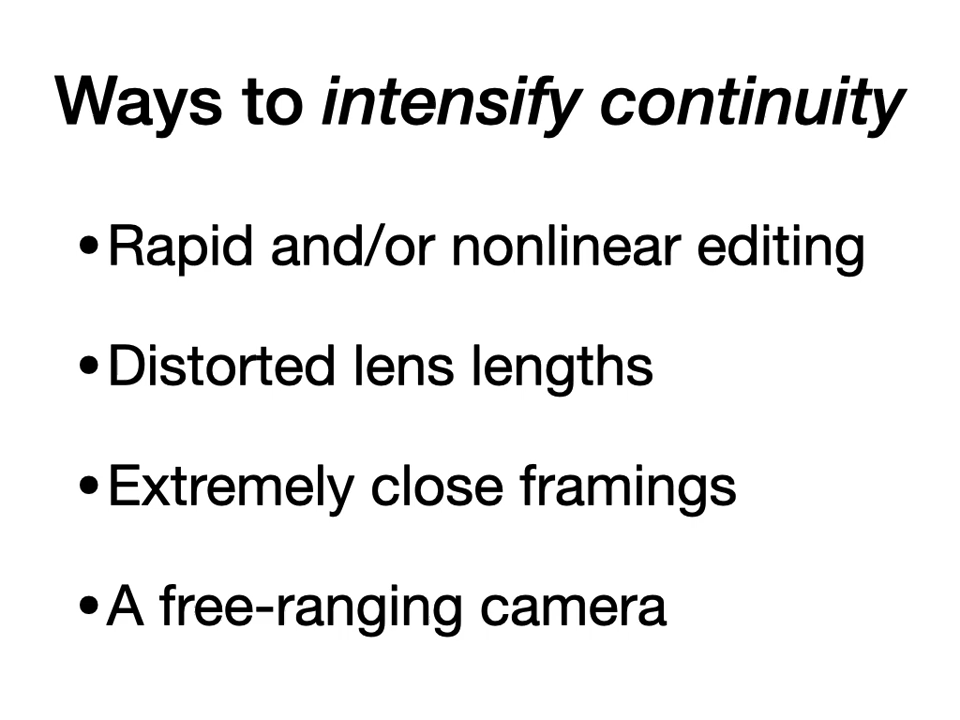 Ways to intensify continuity
•Rapid and/or nonlinear editing
•Distorted lens lengths
•Extremely close framings
•A free-ranging camera